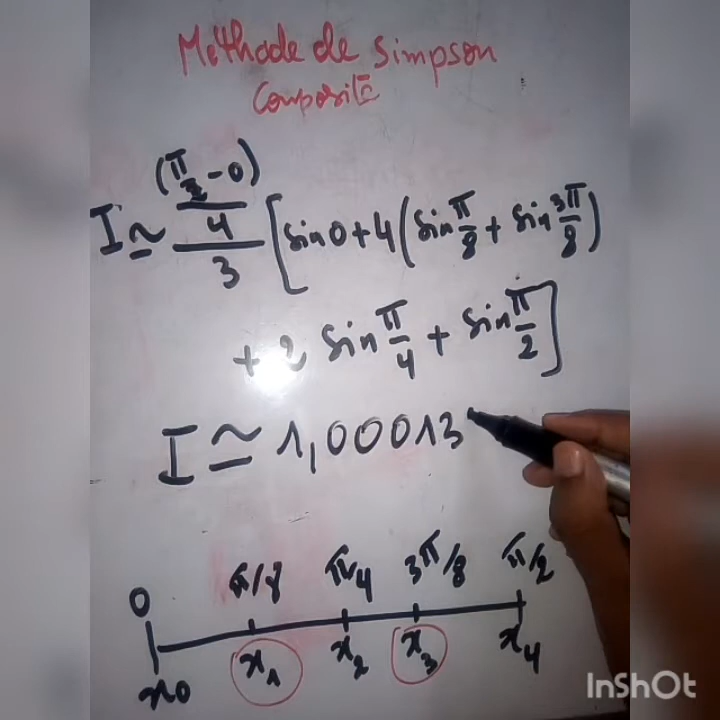 Méthode de simpson
Composite
I ≃ (π/2 - 0)/4/3 [sin 0 + 4 (sin π/8 + sin 3π/8)
+ 2 sin π/4 + sin π/2]
I ≃ 1,00013
0 π/8 π/4 3π/8 π/2
x0 x1 x2 x3 x4
InShOt